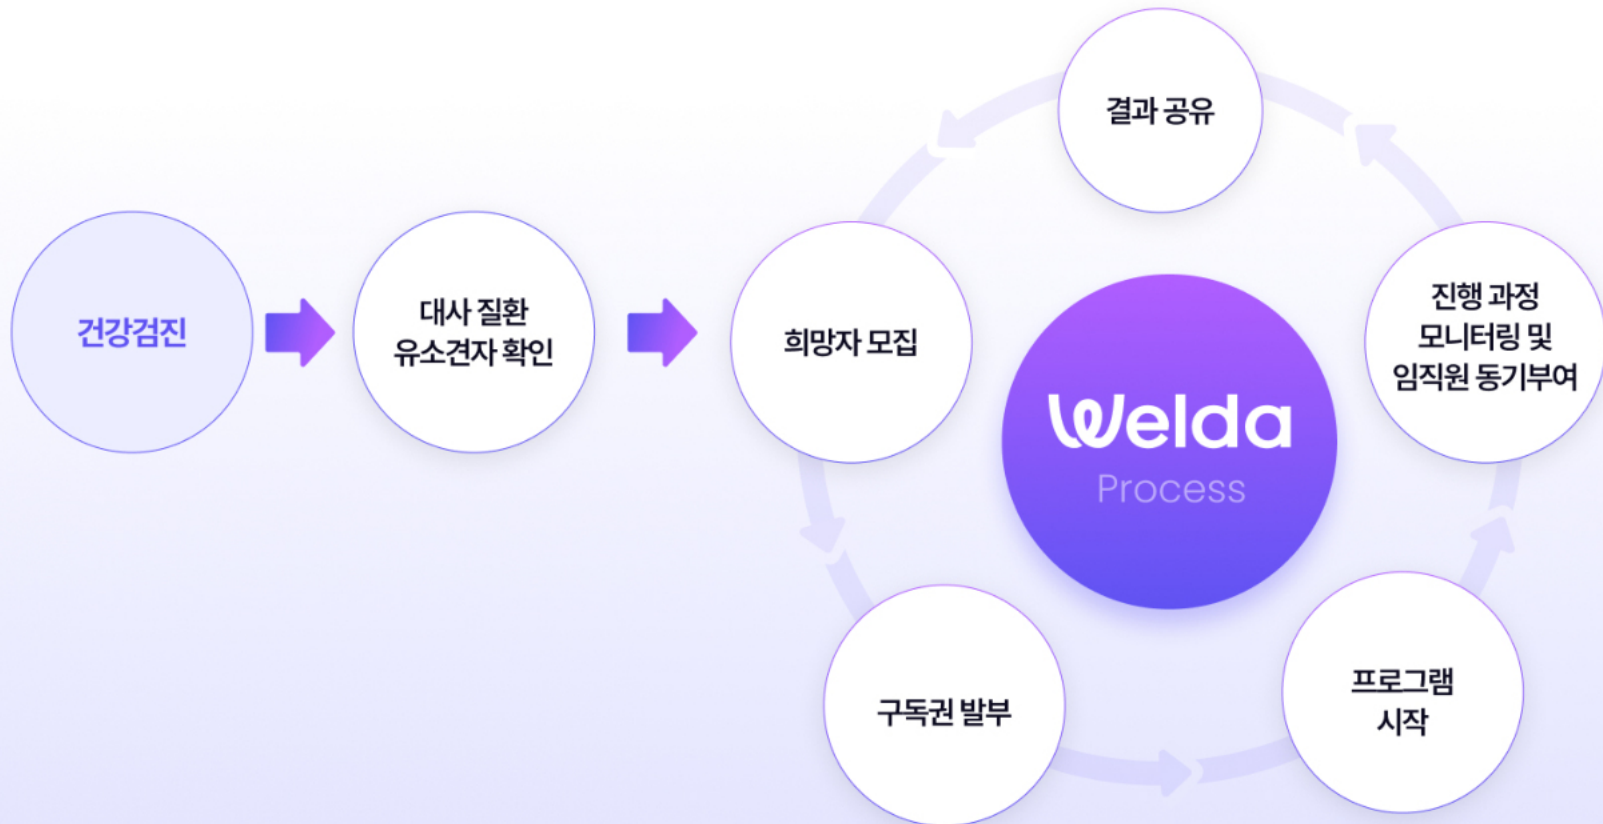 건강검진
대사 질환
유소견자 확인
희망자 모집
구독권 발부
프로그램
시작
진행 과정
모니터링 및
임직원 동기부여
결과 공유
Welda
Process